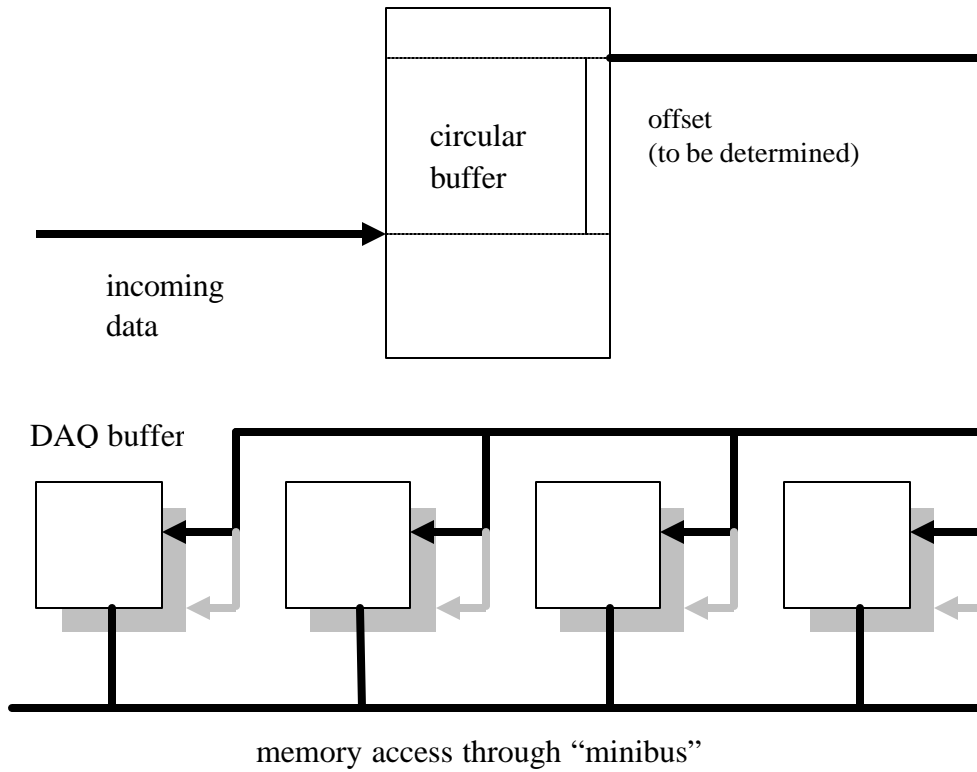 circular
buffer
offset
(to be determined)
incoming
data
DAQ buffer
memory access through “minibus”